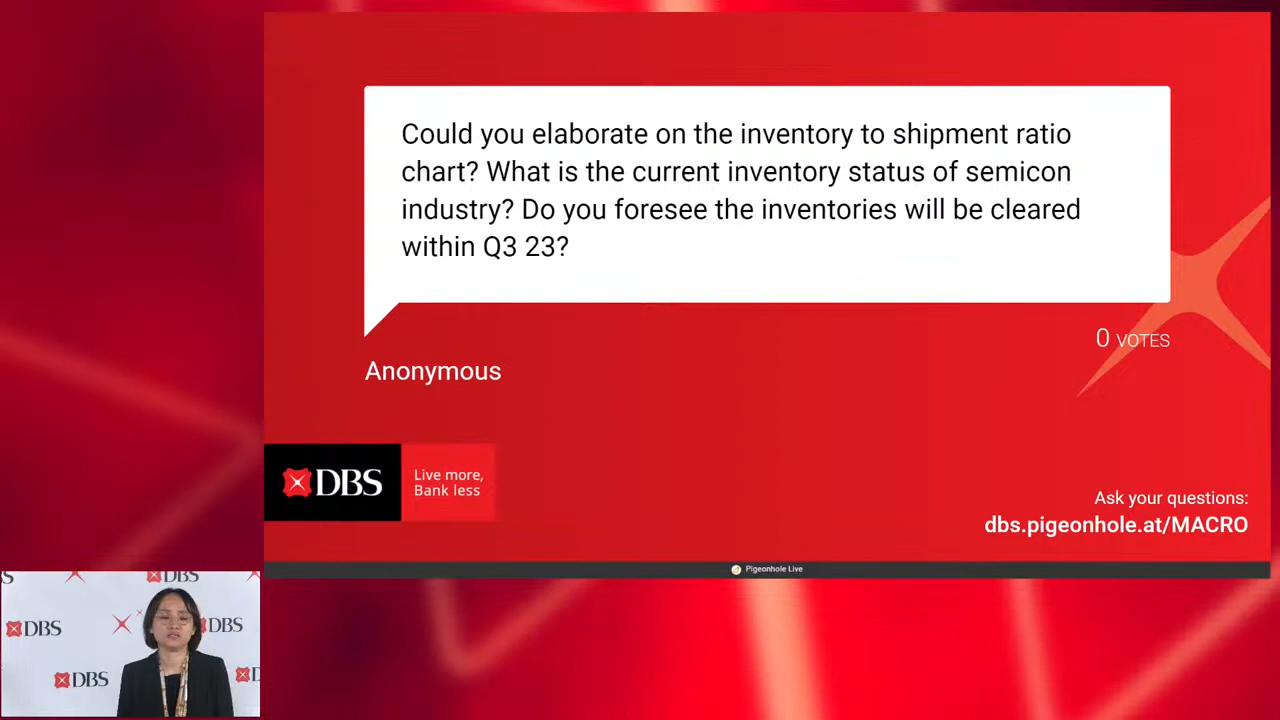 Could you elaborate on the inventory to shipment ratio
chart? What is the current inventory status of semicon
industry? Do you foresee the inventories will be cleared
within Q3 23?
0 VOTES
Anonymous
DBS
Live more,
Bank less
Ask your questions:
dbs.pigeonhole.at/MACRO
Pigeonhole Live
DBS
DBS
DBS
DBS